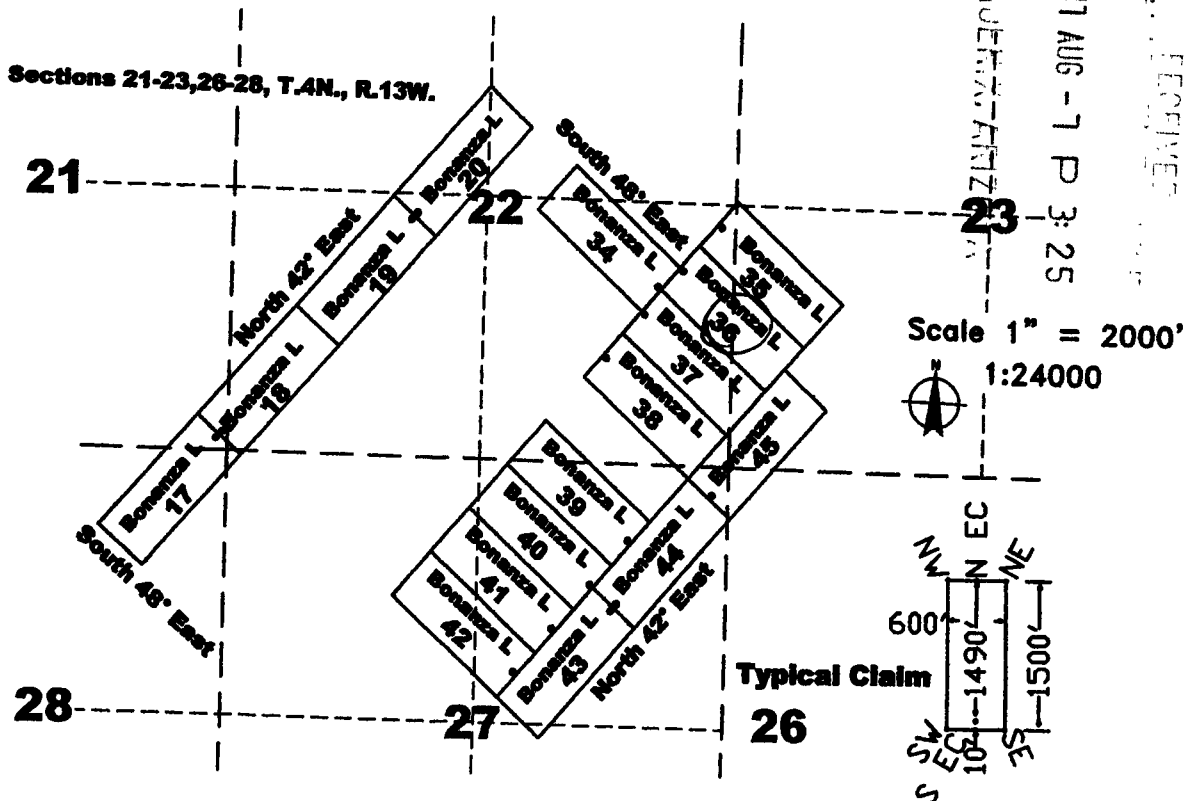 Sections 21-23,26-28, T.4N., R.13W.
21
22
23
28
27
26
South 48° East
North 42° East
Bonanza L
20
Bonanza L
19
Bonanza L
18
Bonanza L
17
South 48° East
Bonanza L
34
Bonanza L
35
Bonanza L
36
Bonanza L
37
Bonanza L
38
Bonanza L
45
Bonanza L
39
Bonanza L
40
Bonanza L
41
Bonanza L
42
Bonanza L
44
Bonanza L
43
North 42° East
AUG -1 P 3:25
Scale 1" = 2000'
1:24000
N
Typical Claim
NW
N EC
NE
600'
1490'
1500'
10'
SW
S EC
SE